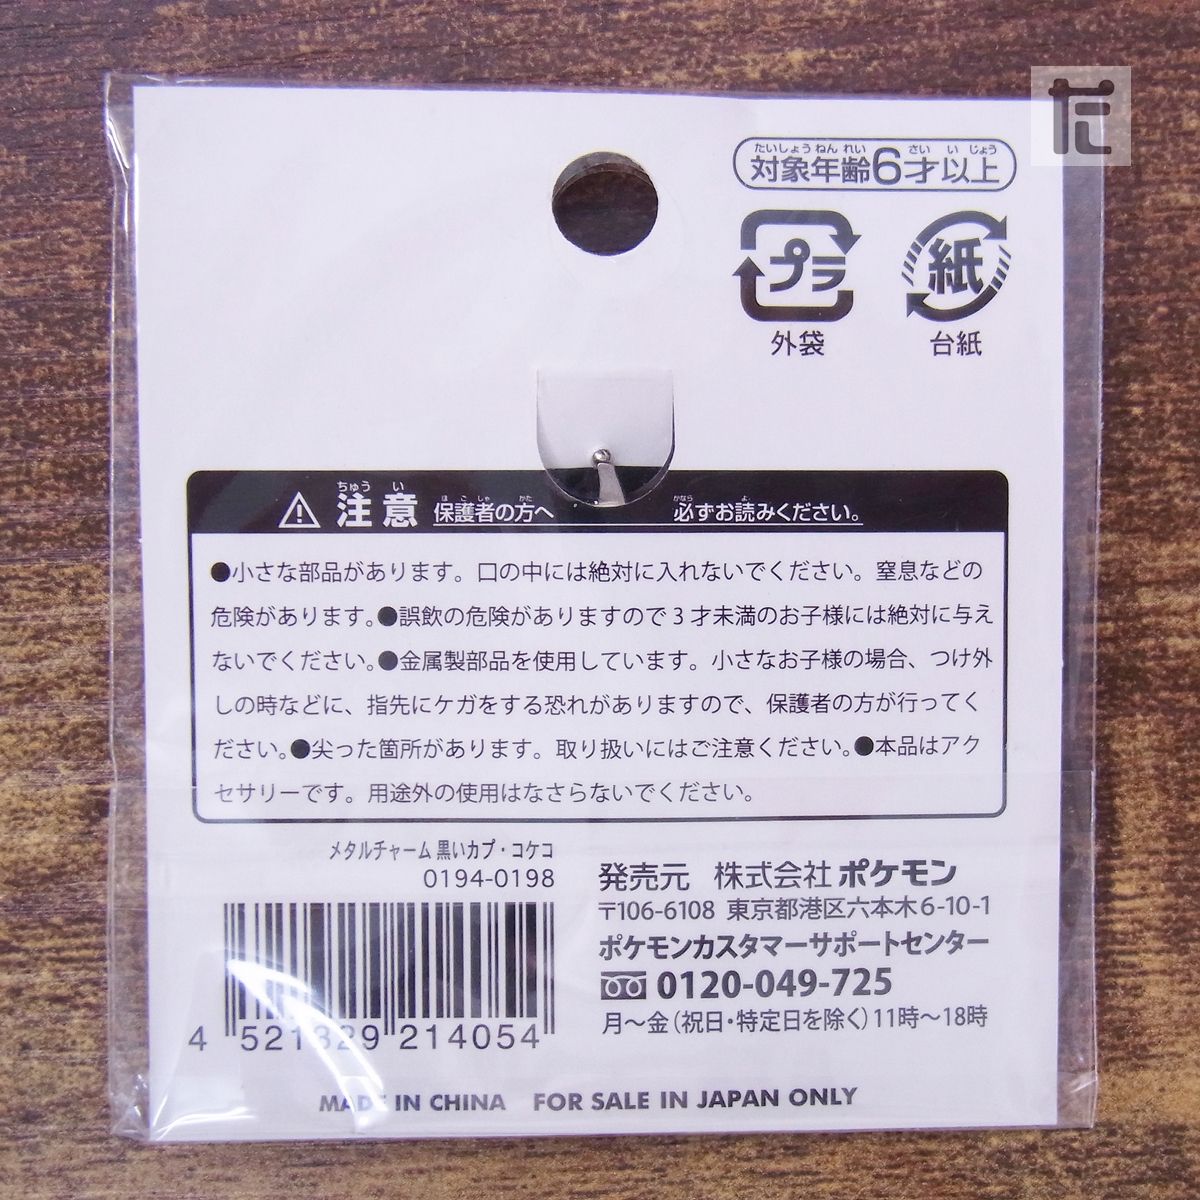 たしょ
たいしょうねんれい さい いじょう
対象年齢6才以上
プラ
紙
外袋
台紙
ちゅうい ほごしゃ かた かなら よ
注意 保護者の方へ 必ずお読みください。
●小さな部品があります。口の中には絶対に入れないでください。窒息などの
危険があります。●誤飲の危険がありますので3才未満のお子様には絶対に与え
ないでください。●金属製部品を使用しています。小さなお子様の場合、つけ外
しの時などに、指先にケガをする恐れがありますので、保護者の方が行ってく
ださい。●尖った箇所があります。取り扱いにはご注意ください。●本品はアク
セサリーです。用途外の使用はなさらないでください。
メタルチャーム 黒いカプ・コケコ
0194-0198
発売元 株式会社ポケモン
〒106-6108 東京都港区六本木6-10-1
ポケモンカスタマーサポートセンター
0120-049-725
月～金(祝日・特定日を除く)11時～18時
4 521329 214054
MADE IN CHINA FOR SALE IN JAPAN ONLY